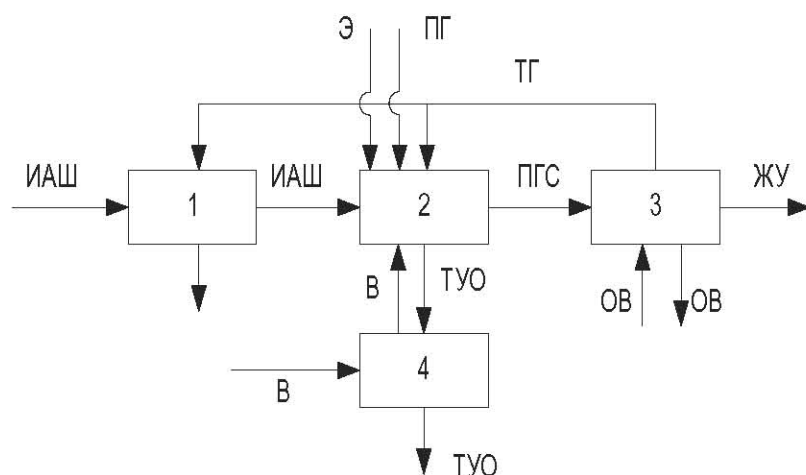 Э ПГ
ТГ
ИАШ ИАШ ПГС ЖУ
1 2 3
В ТУО ОВ ОВ
4
В
ТУО